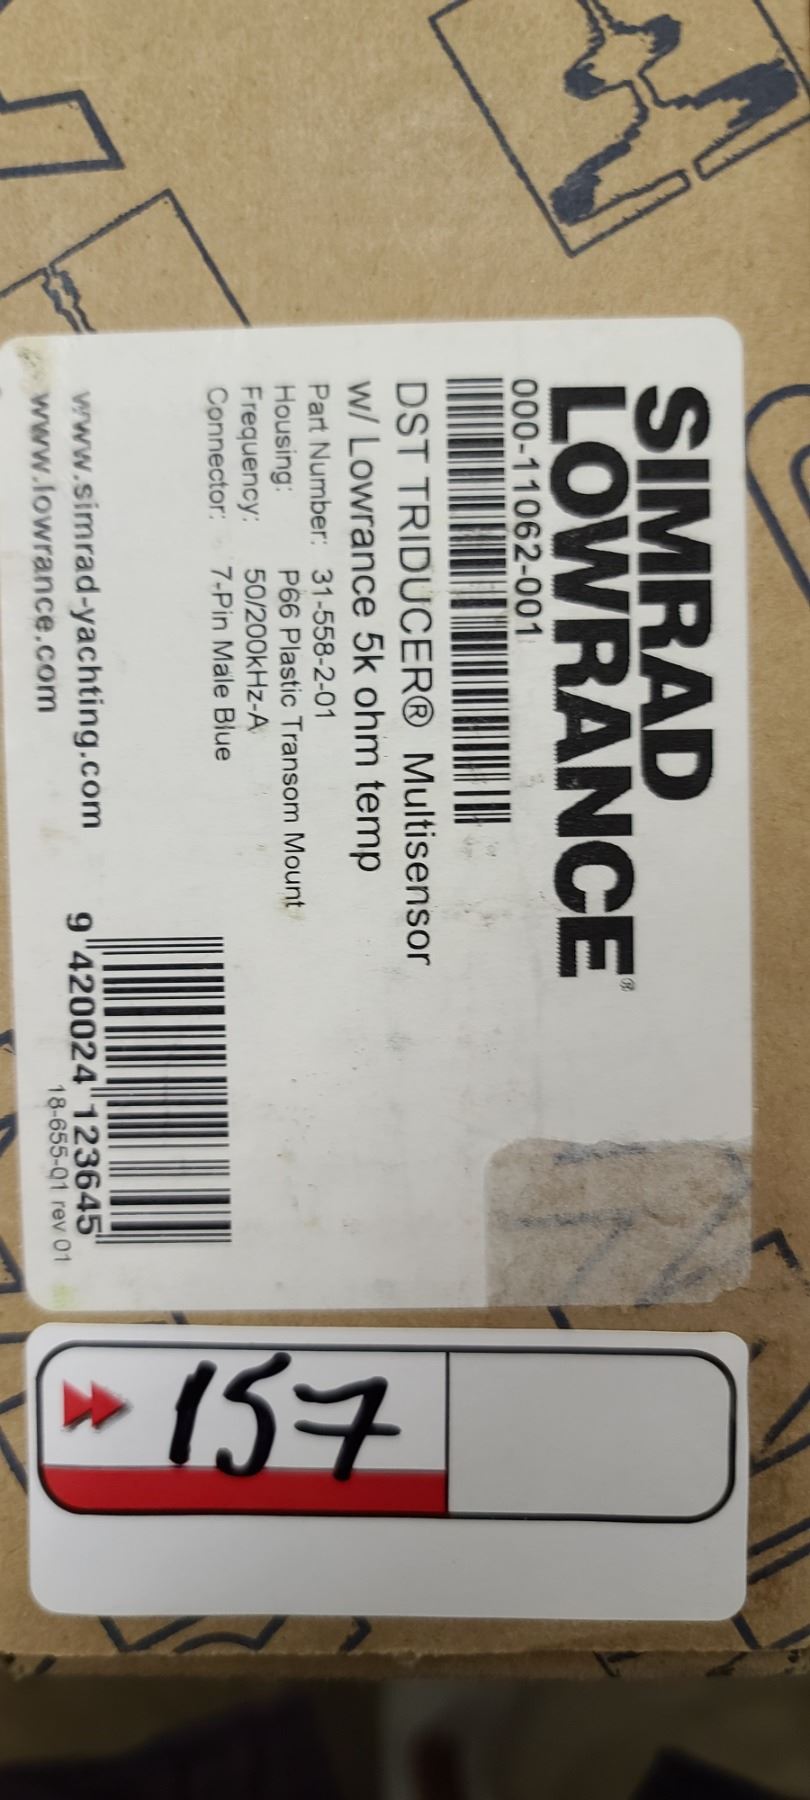 SIMRAD
LOWRANCE®
000-11062-001
DST TRIDUCER® Multisensor
w/ Lowrance 5k ohm temp
Part Number: 31-558-2-01
Housing: P66 Plastic Transom Mount
Frequency: 50/200kHz-A
Connector: 7-Pin Male Blue
www.simrad-yachting.com
www.lowrance.com
9 420024 123645
18-655-01 rev 01
157